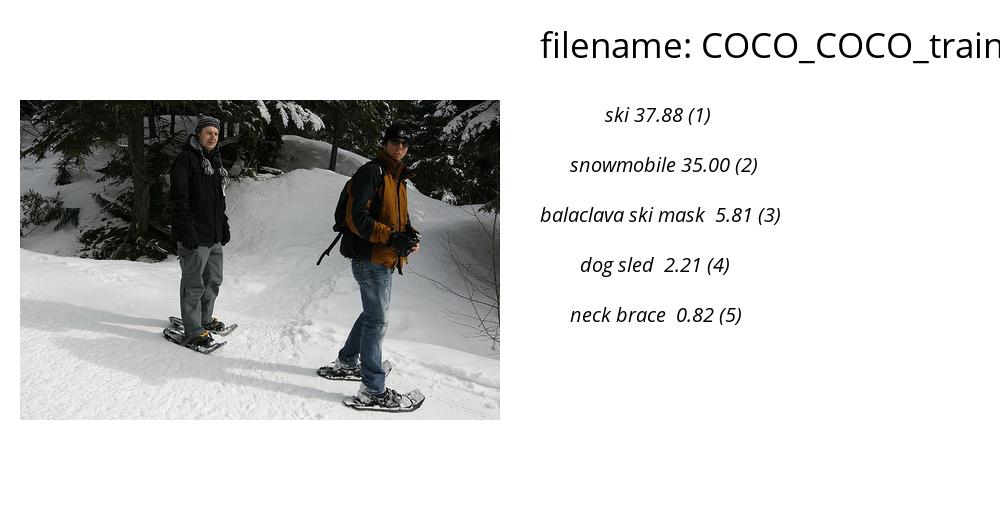 filename: COCO_COCO_train
ski 37.88 (1)
snowmobile 35.00 (2)
balaclava ski mask 5.81 (3)
dog sled 2.21 (4)
neck brace 0.82 (5)